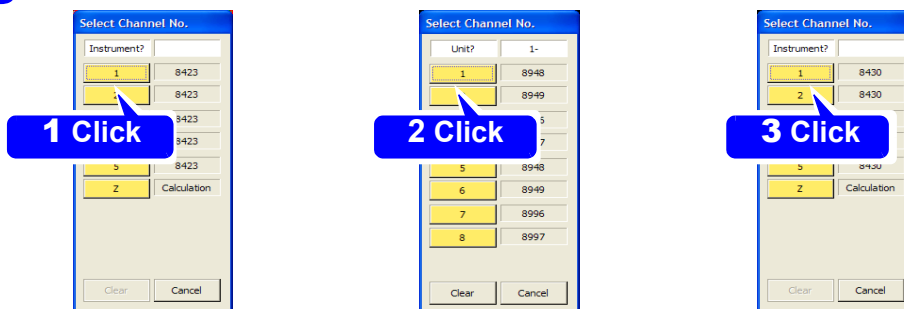 Select Channel No.
Instrument?
1 8423
2 8423
8423
1 Click
8423
5 8423
Z Calculation
Clear Cancel
Select Channel No.
Unit? 1-
1 8948
8949
2 Click
5 8948
6 8949
7 8996
8 8997
Clear Cancel
Select Channel No.
Instrument?
1 8430
2 8430
3 Click
5 8430
Z Calculation
Clear Cancel